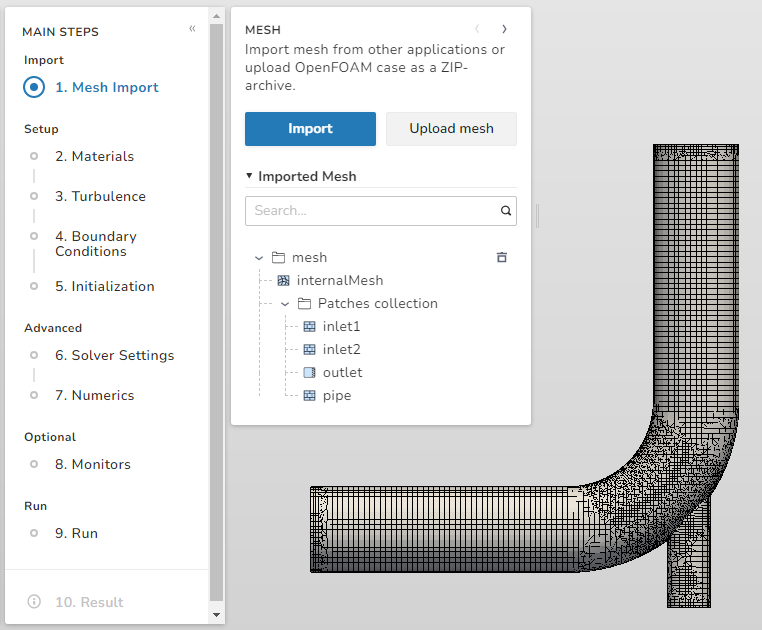 MAIN STEPS
«
Import
1. Mesh Import
Setup
2. Materials
3. Turbulence
4. Boundary
Conditions
5. Initialization
Advanced
6. Solver Settings
7. Numerics
Optional
8. Monitors
Run
9. Run
10. Result
MESH
Import mesh from other applications or
upload OpenFOAM case as a ZIP-
archive.
Import Upload mesh
Imported Mesh
Search...
mesh
internalMesh
Patches collection
inlet1
inlet2
outlet
pipe